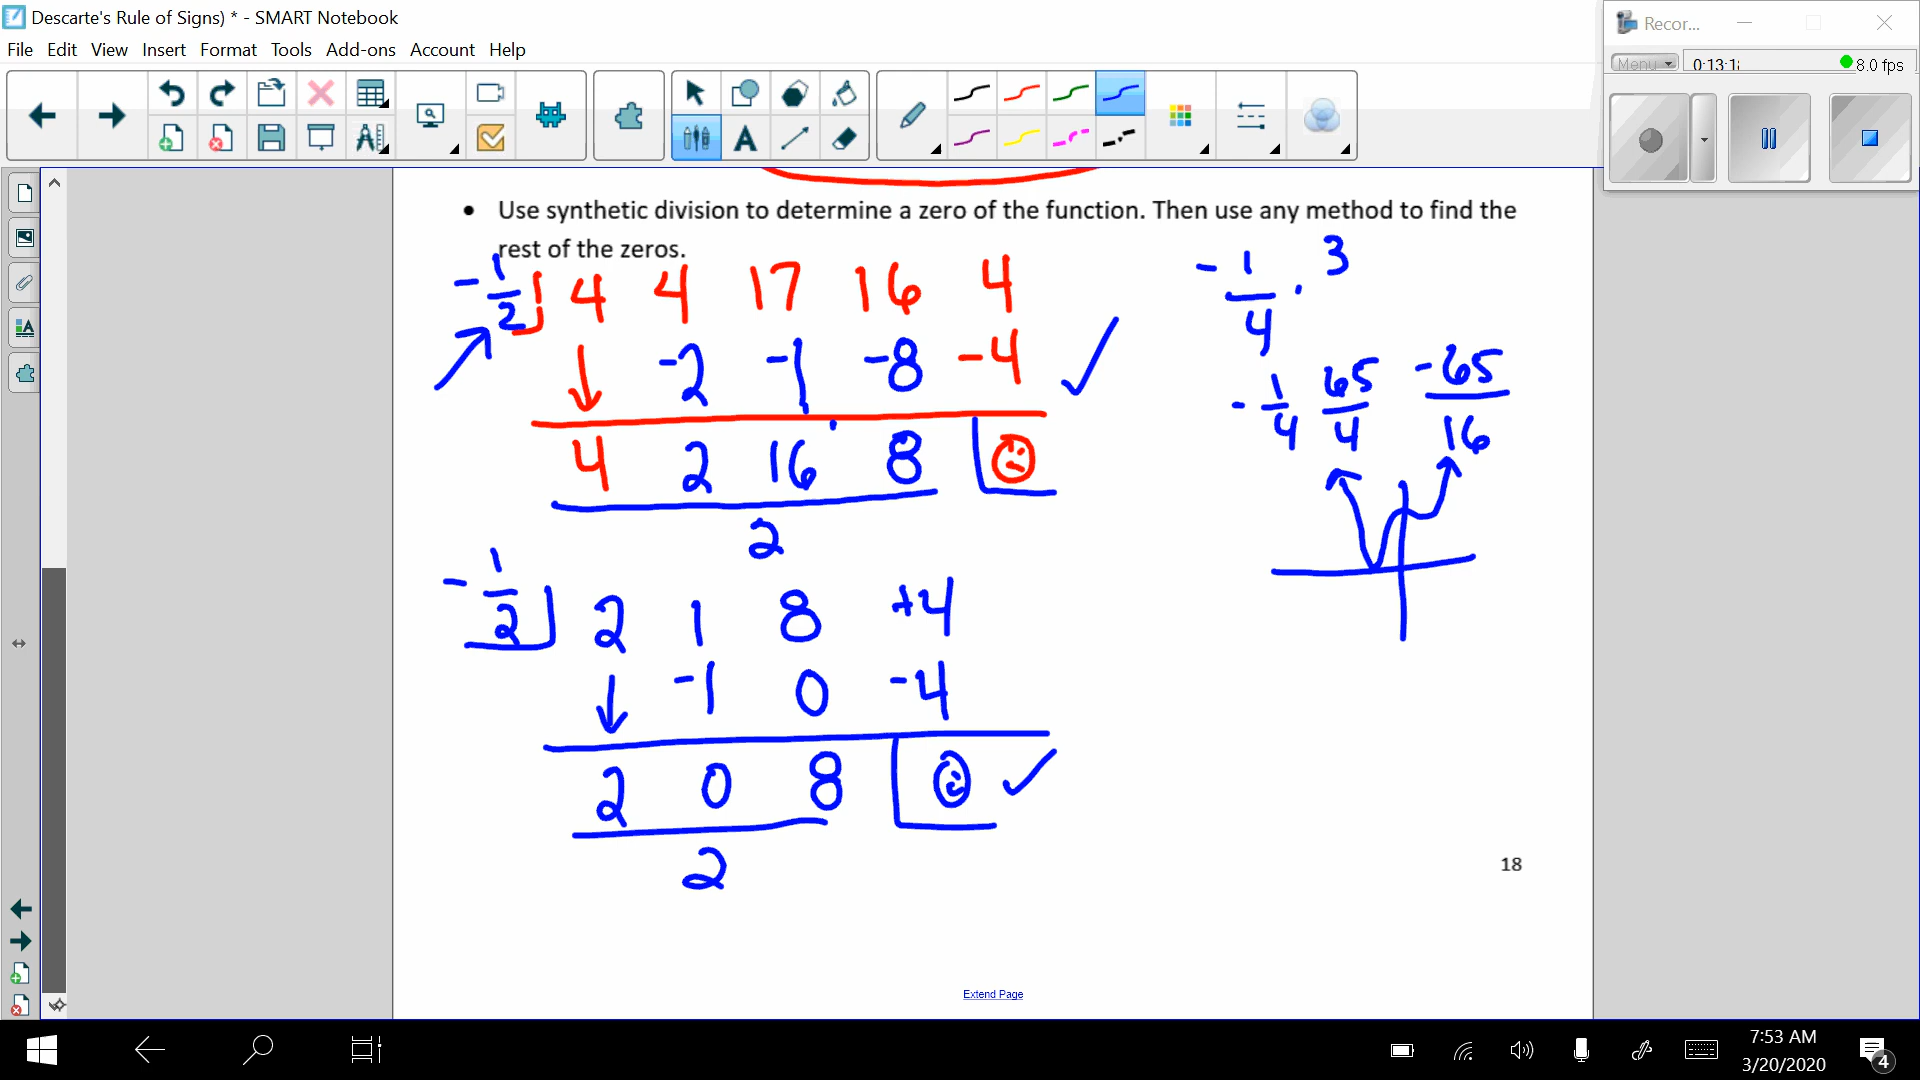 Descarte's Rule of Signs) * - SMART Notebook
Recor...
File Edit View Insert Format Tools Add-ons Account Help
Menu 0:13:1 8.0 fps
• Use synthetic division to determine a zero of the function. Then use any method to find the
rest of the zeros.
-1/2 4 4 17 16 4
-1/4 · 3
-2 -1 -8 -4 ✓
-1/4 65/4 -65/16
4 2 16 8
2
-1/2 2 1 8 +4
-1 0 -4
2 0 8 ✓
2
18
Extend Page
7:53 AM
3/20/2020
4